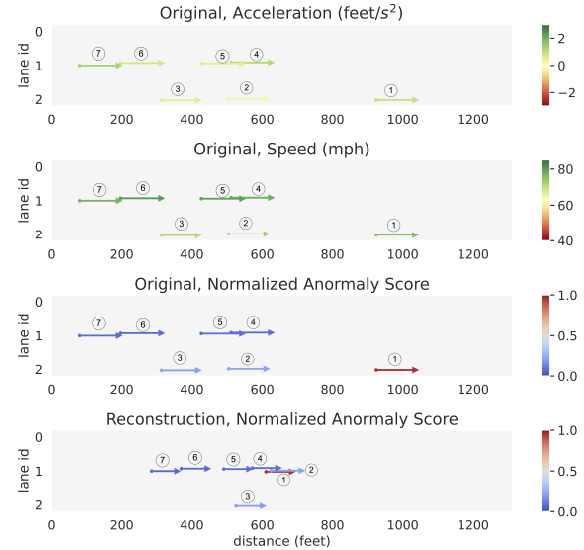 Original, Acceleration (feet/s²)
0
1
2
lane id
7 6 5 4
3 2 1
0 200 400 600 800 1000 1200
2
0
−2
Original, Speed (mph)
0
1
2
lane id
7 6 5 4
3 2 1
0 200 400 600 800 1000 1200
80
60
40
Original, Normalized Anormaly Score
0
1
2
lane id
7 6 5 4
3 2 1
0 200 400 600 800 1000 1200
1.0
0.5
0.0
Reconstruction, Normalized Anormaly Score
0
1
2
lane id
7 6 5 4 2
1
3
0 200 400 600 800 1000 1200
distance (feet)
1.0
0.5
0.0